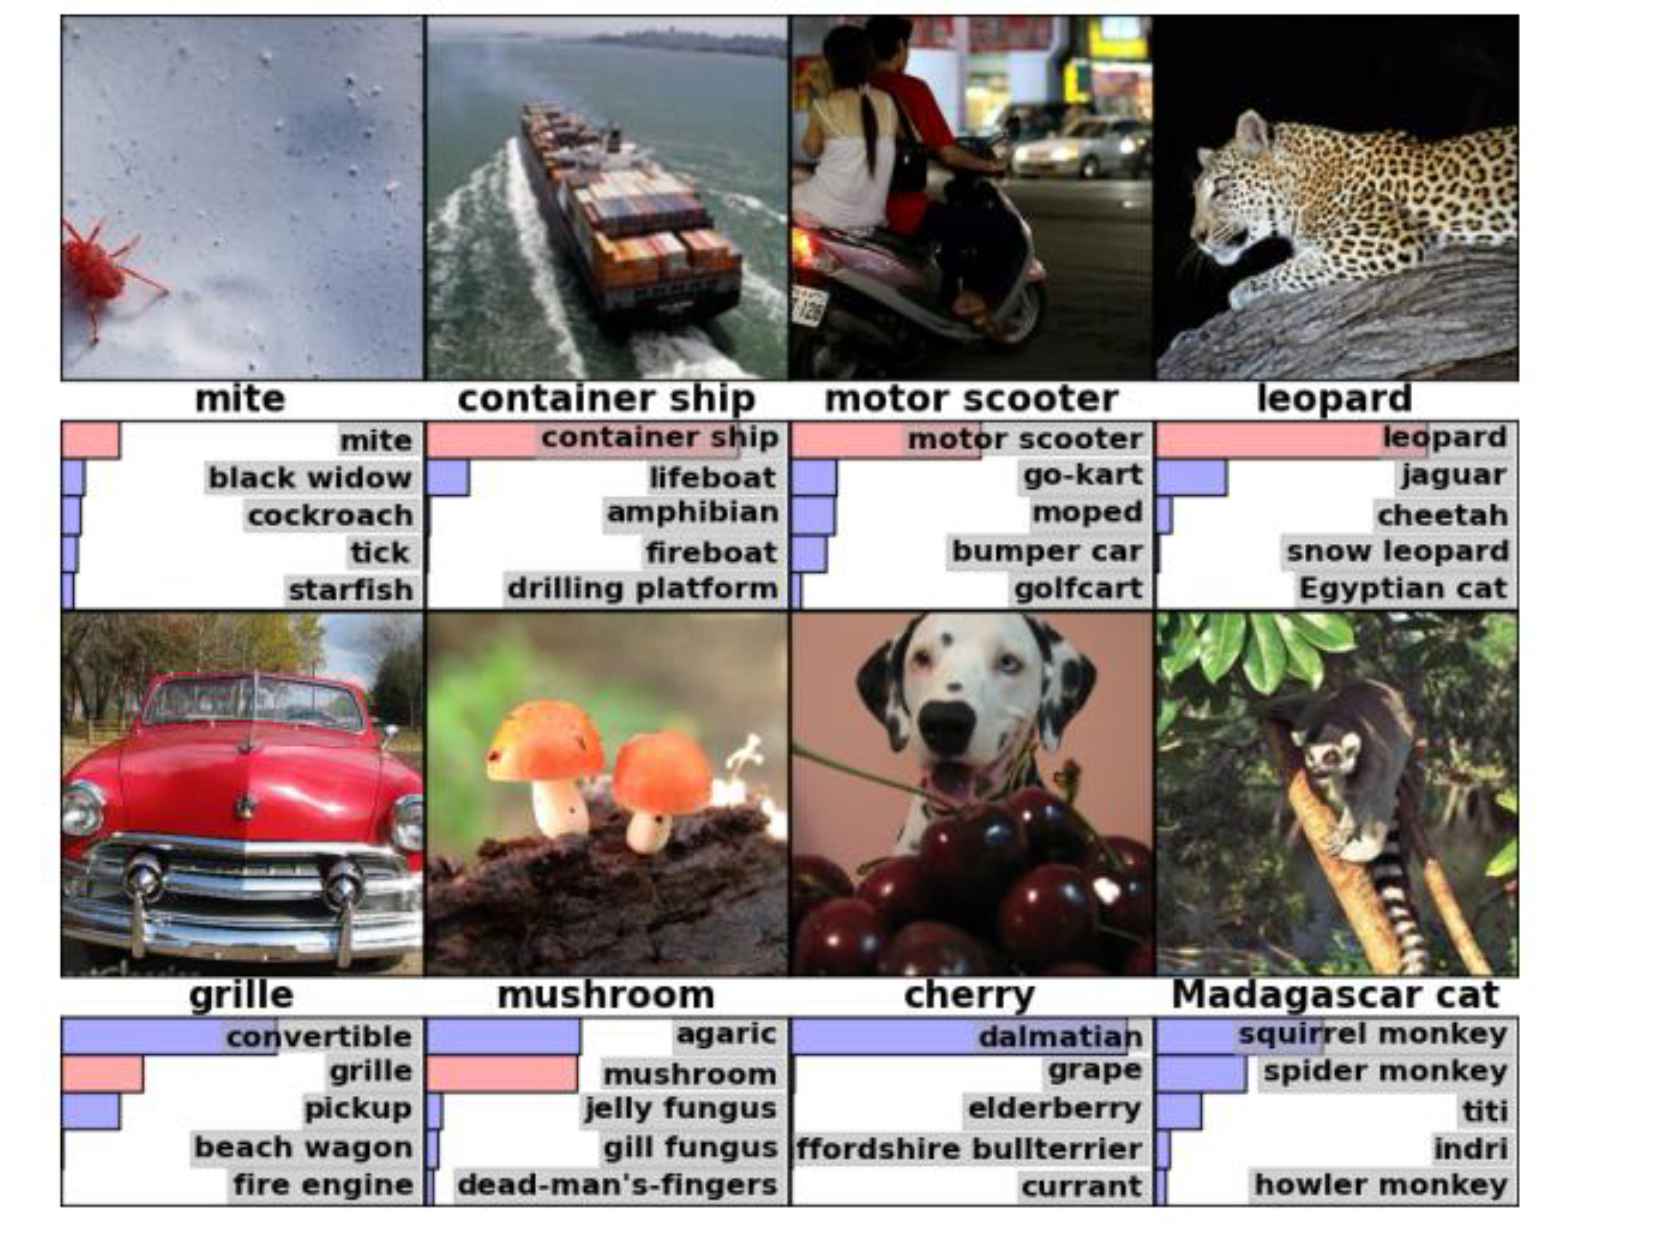 mite
container ship
motor scooter
leopard
mite
black widow
cockroach
tick
starfish
container ship
lifeboat
amphibian
fireboat
drilling platform
motor scooter
go-kart
moped
bumper car
golfcart
leopard
jaguar
cheetah
snow leopard
Egyptian cat
grille
mushroom
cherry
Madagascar cat
convertible
grille
pickup
beach wagon
fire engine
agaric
mushroom
jelly fungus
gill fungus
dead-man's-fingers
dalmatian
grape
elderberry
ffordshire bullterrier
currant
squirrel monkey
spider monkey
titi
indri
howler monkey